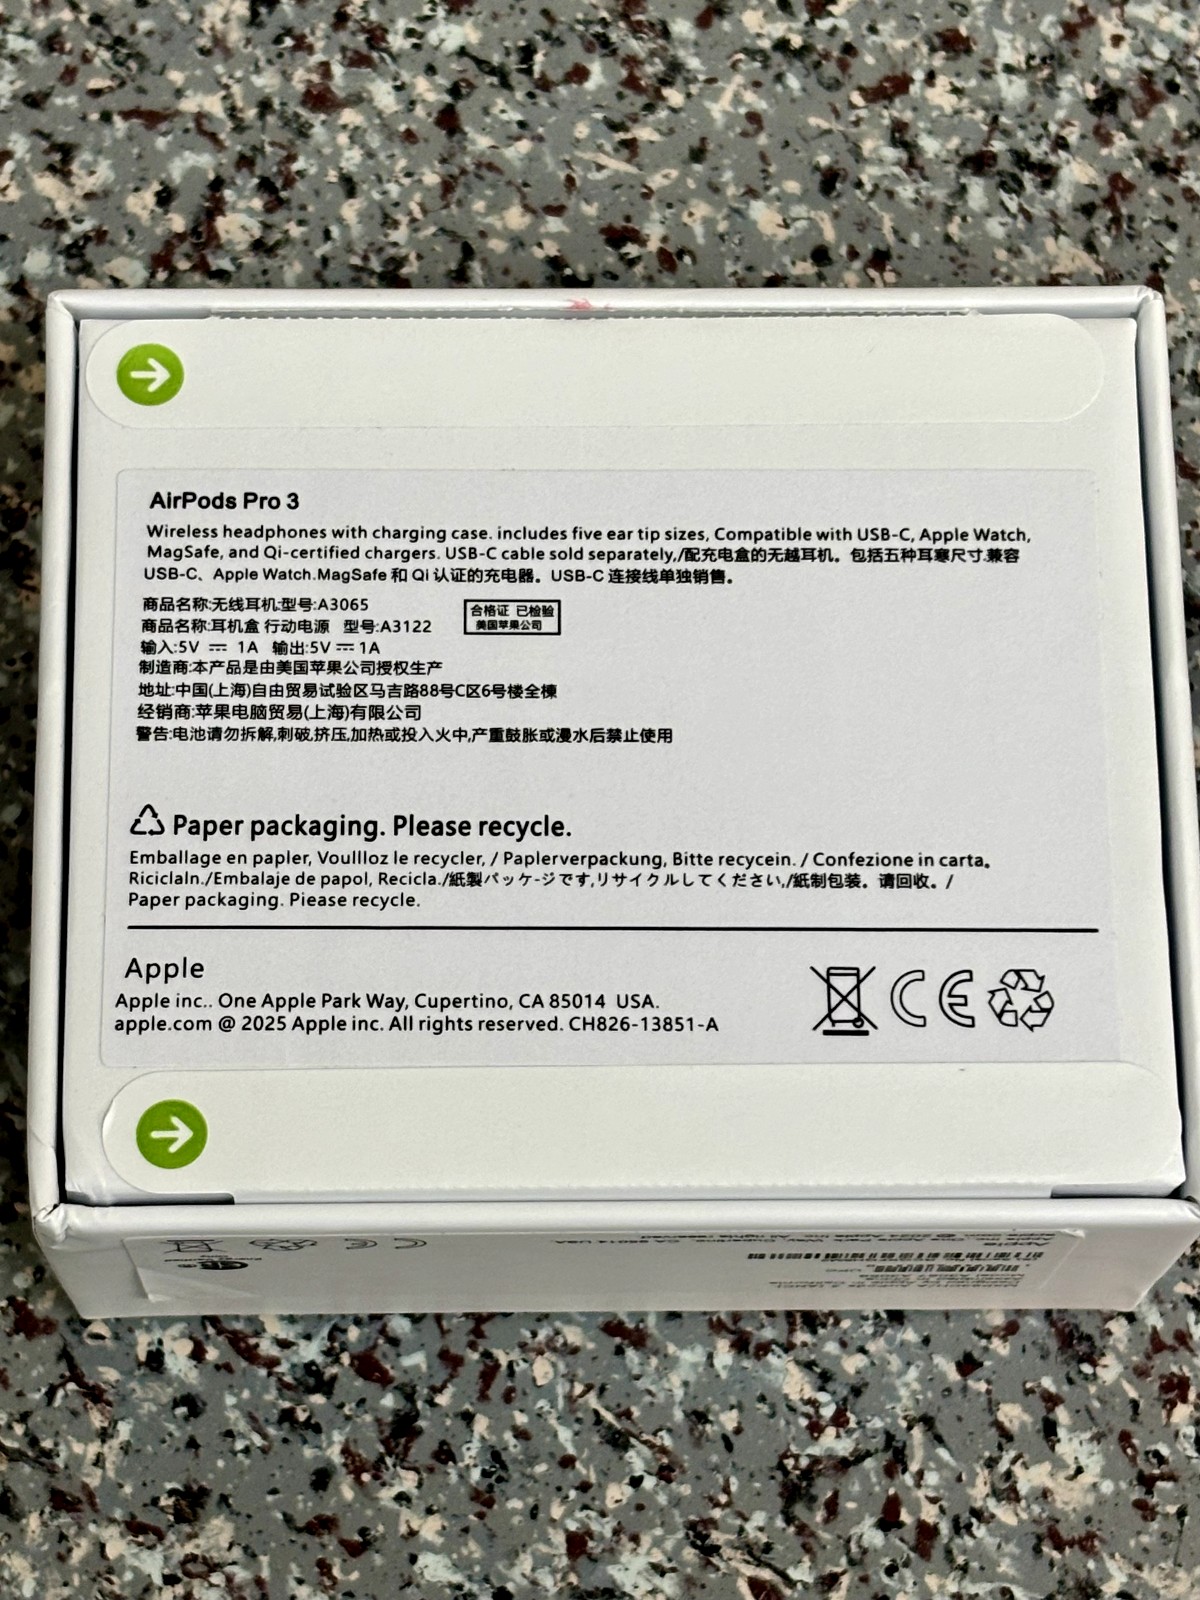 AirPods Pro 3
Wireless headphones with charging case. includes five ear tip sizes, Compatible with USB-C, Apple Watch,
MagSafe, and Qi-certified chargers. USB-C cable sold separately,/配充电盒的无越耳机。包括五种耳寒尺寸.兼容
USB-C、Apple Watch.MagSafe 和 Qi 认证的充电器。USB-C 连接线单独销售。
商品名称:无线耳机:型号:A3065
商品名称:耳机盒 行动电源 型号:A3122
合格证 已检验
美国苹果公司
输入:5V ⎓ 1A 输出:5V⎓1A
制造商:本产品是由美国苹果公司授权生产
地址:中国(上海)自由贸易试验区马吉路88号C区6号楼全棟
经销商:苹果电脑贸易(上海)有限公司
警告:电池请勿拆解,刺破,挤压,加热或投入火中,产重鼓胀或漫水后禁止使用
Paper packaging. Please recycle.
Emballage en papler, Voullloz le recycler, / Paplerverpackung, Bitte recycein. / Confezione in carta。
Riciclaln./Embalaje de papol, Recicla./紙製パッケ-ジです,リサイクルしてください,/紙制包装。请回收。/
Paper packaging. Piease recycle.
Apple
Apple inc.. One Apple Park Way, Cupertino, CA 85014 USA.
apple.com @ 2025 Apple inc. All rights reserved. CH826-13851-A
CE